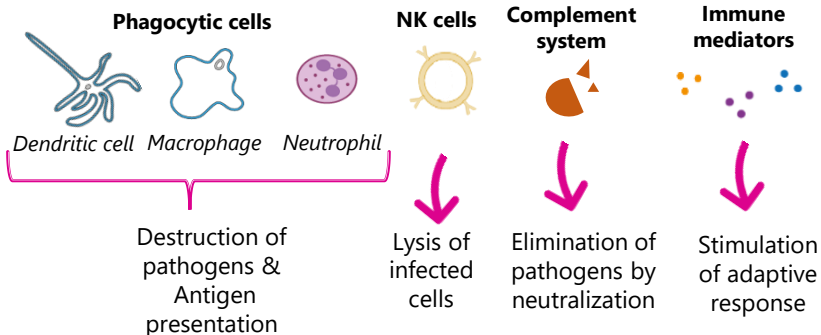 Phagocytic cells
NK cells
Complement
system
Immune
mediators
Dendritic cell
Macrophage
Neutrophil
Destruction of
pathogens &
Antigen
presentation
Lysis of
infected
cells
Elimination of
pathogens by
neutralization
Stimulation
of adaptive
response